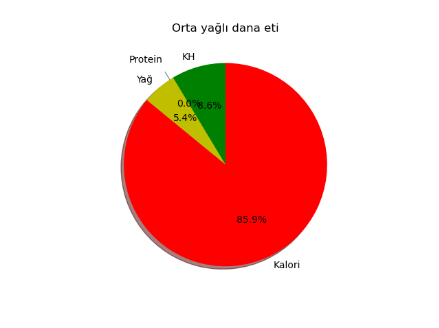 Orta yağlı dana eti
Protein
KH
Yağ
0.0%
8.6%
5.4%
85.9%
Kalori